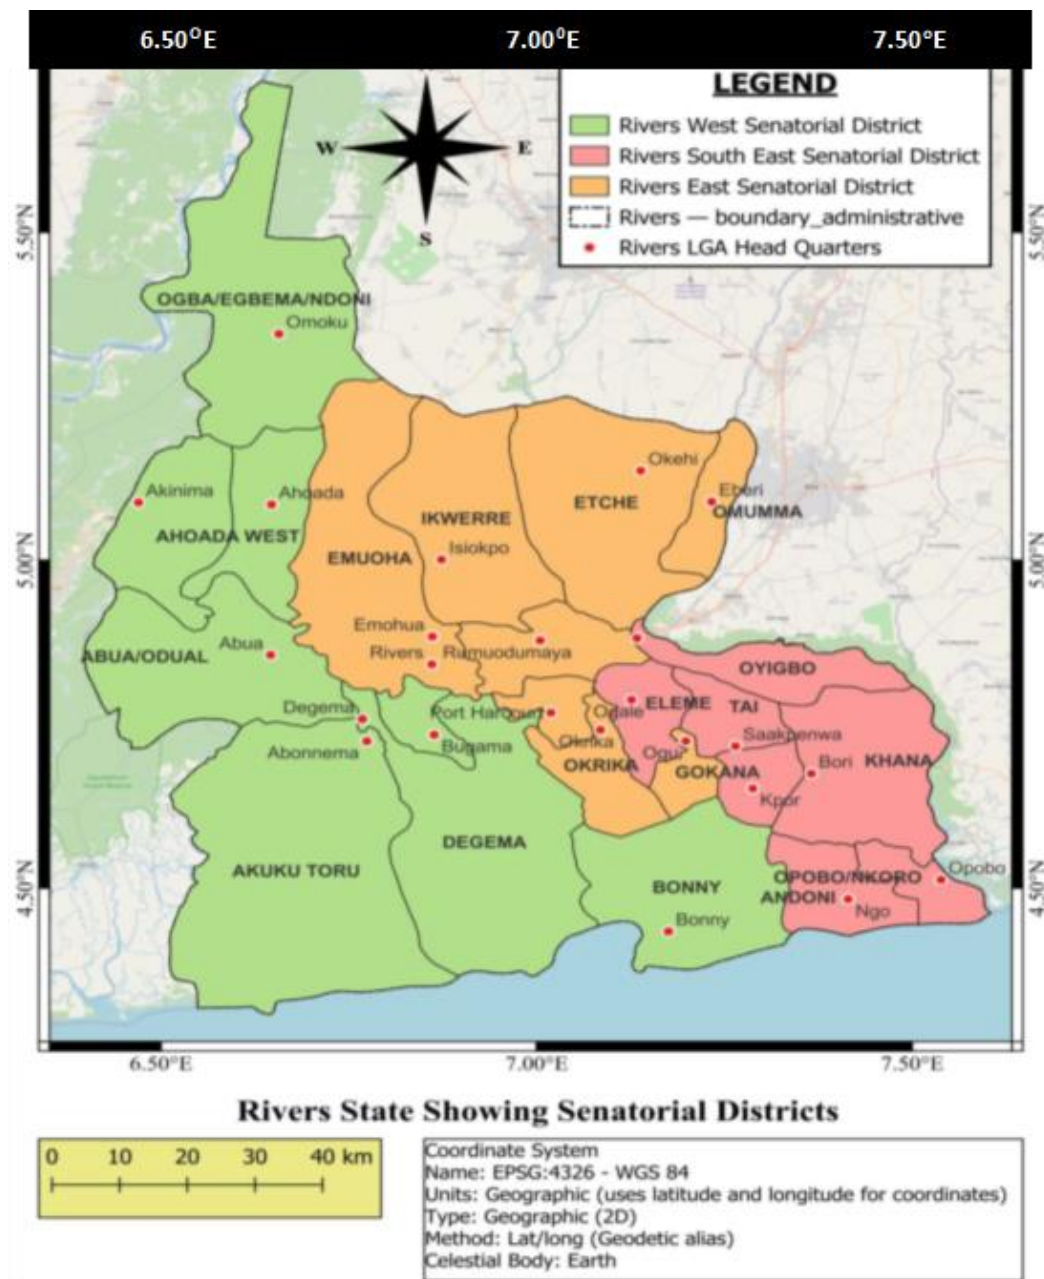 6.50°E 7.00°E 7.50°E
LEGEND
Rivers West Senatorial District
Rivers South East Senatorial District
Rivers East Senatorial District
Rivers — boundary_administrative
Rivers LGA Head Quarters
W E
S
5.50°N 5.50°N
OGBA/EGBEMA/NDONI
Omoku
Okehi
Akinima Ahoada Eberi
ETCHE OMUMMA
IKWERRE
AHOADA WEST
Isiokpo
EMUOHA
5.00°N 5.00°N
Emohua
Abua Rivers Rumuodumaya
ABUA/ODUAL
OYIGBO
ELEME TAI
Degema Port Harcourt Odale
Abonnema Bugama Okrika Ogu Saakpenwa
OKRIKA GOKANA Bori KHANA
Kpor
DEGEMA
AKUKU TORU
Opobo
OPOBO/NKORO
BONNY
ANDONI
4.50°N 4.50°N
Ngo
Bonny
6.50°E 7.00°E 7.50°E
Rivers State Showing Senatorial Districts
0 10 20 30 40 km
Coordinate System
Name: EPSG:4326 - WGS 84
Units: Geographic (uses latitude and longitude for coordinates)
Type: Geographic (2D)
Method: Lat/long (Geodetic alias)
Celestial Body: Earth